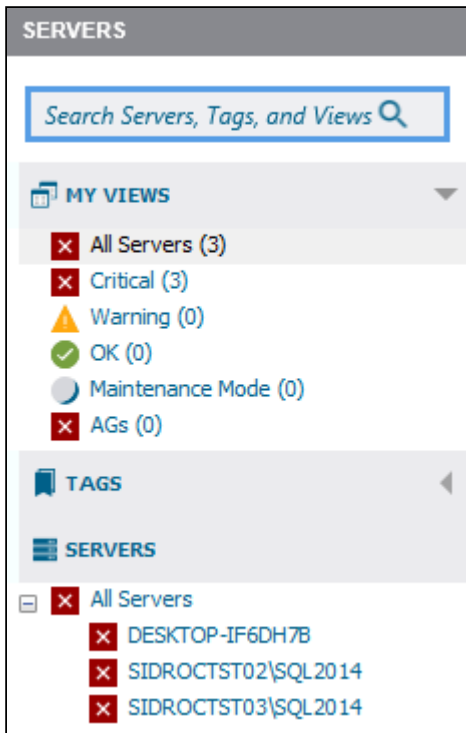 SERVERS
Search Servers, Tags, and Views
MY VIEWS
All Servers (3)
Critical (3)
Warning (0)
OK (0)
Maintenance Mode (0)
AGs (0)
TAGS
SERVERS
All Servers
DESKTOP-IF6DH7B
SIDROCTST02\SQL2014
SIDROCTST03\SQL2014